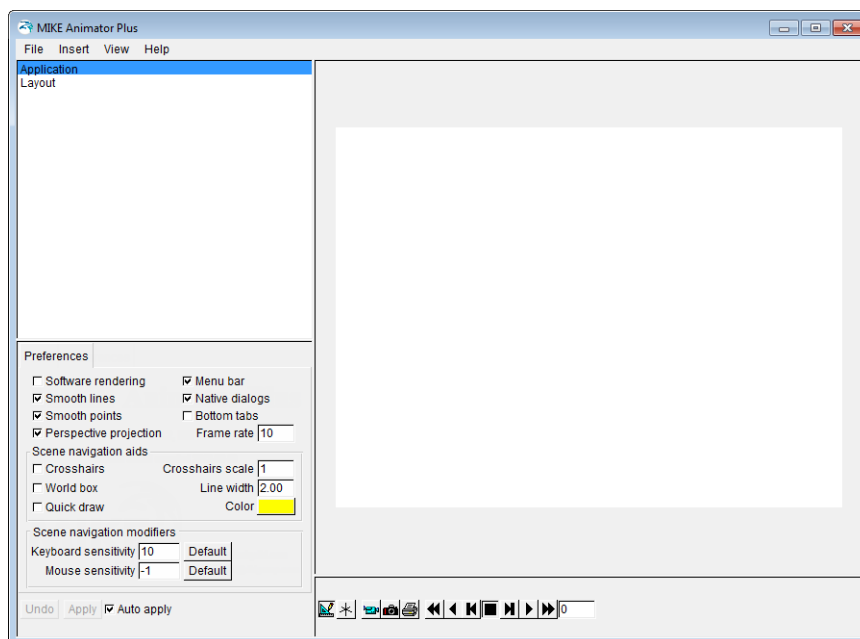 MIKE Animator Plus
File Insert View Help
Application
Layout
Preferences
Software rendering Menu bar
Smooth lines Native dialogs
Smooth points Bottom tabs
Perspective projection Frame rate 10
Scene navigation aids
Crosshairs Crosshairs scale 1
World box Line width 2.00
Quick draw Color
Scene navigation modifiers
Keyboard sensitivity 10 Default
Mouse sensitivity -1 Default
Undo Apply Auto apply 0